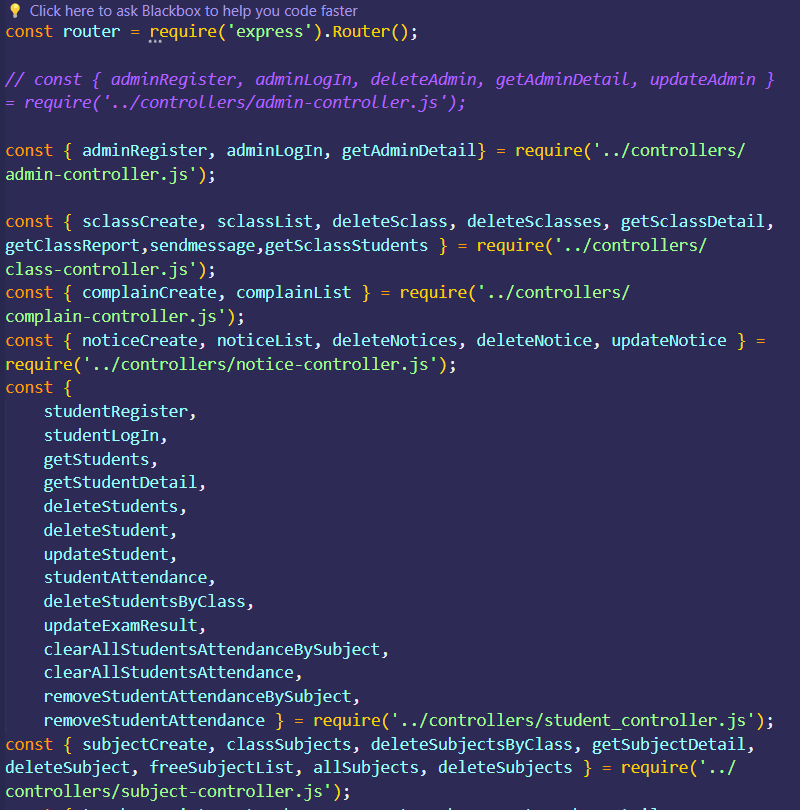 Click here to ask Blackbox to help you code faster
const router = require('express').Router();
// const { adminRegister, adminLogIn, deleteAdmin, getAdminDetail, updateAdmin }
= require('../controllers/admin-controller.js');
const { adminRegister, adminLogIn, getAdminDetail} = require('../controllers/
admin-controller.js');
const { sclassCreate, sclassList, deleteSclass, deleteSclasses, getSclassDetail,
getClassReport,sendmessage,getSclassStudents } = require('../controllers/
class-controller.js');
const { complainCreate, complainList } = require('../controllers/
complain-controller.js');
const { noticeCreate, noticeList, deleteNotices, deleteNotice, updateNotice } =
require('../controllers/notice-controller.js');
const {
studentRegister,
studentLogIn,
getStudents,
getStudentDetail,
deleteStudents,
deleteStudent,
updateStudent,
studentAttendance,
deleteStudentsByClass,
updateExamResult,
clearAllStudentsAttendanceBySubject,
clearAllStudentsAttendance,
removeStudentAttendanceBySubject,
removeStudentAttendance } = require('../controllers/student_controller.js');
const { subjectCreate, classSubjects, deleteSubjectsByClass, getSubjectDetail,
deleteSubject, freeSubjectList, allSubjects, deleteSubjects } = require('../
controllers/subject-controller.js');